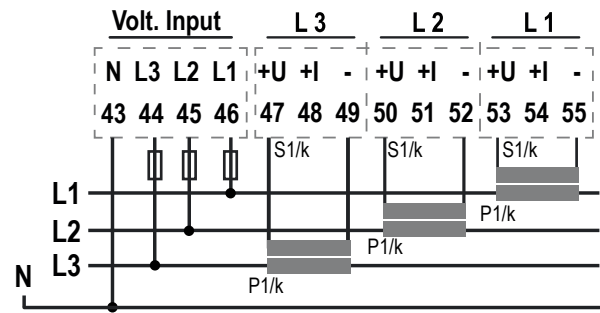 Volt. Input L 3 L 2 L 1
N L3 L2 L1 +U +I - +U +I - +U +I -
43 44 45 46 47 48 49 50 51 52 53 54 55
S1/k S1/k S1/k
L1
P1/k
L2
P1/k
L3
N
P1/k